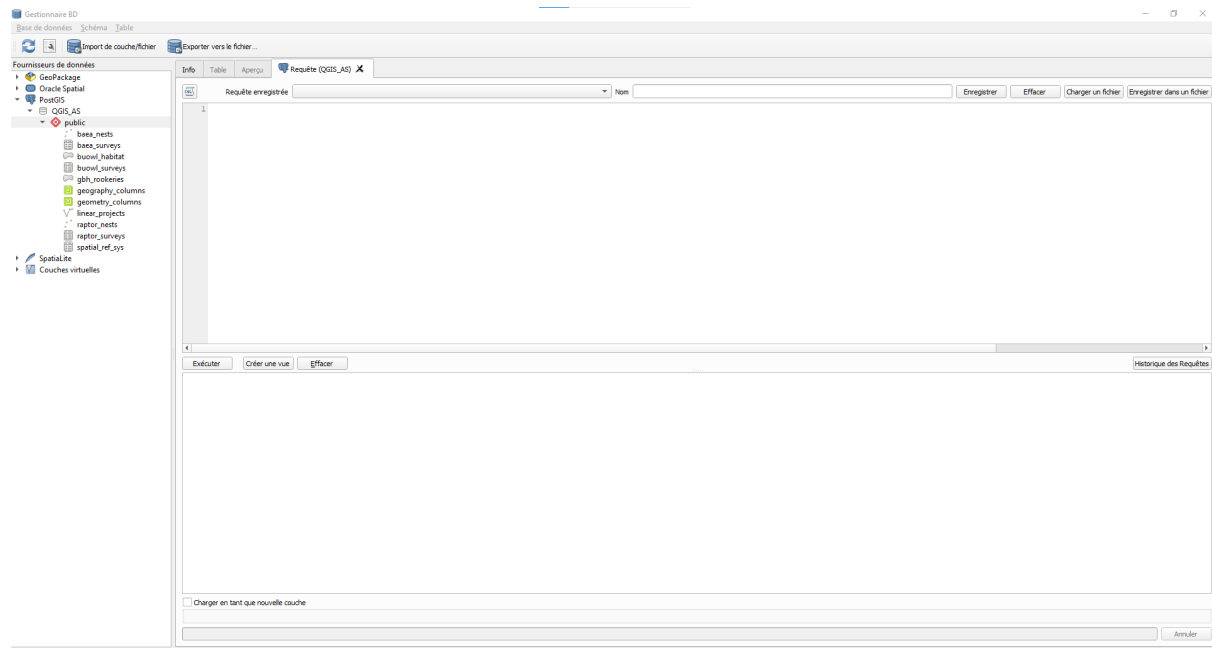 Gestionnaire BD
Base de données Schéma Table
Import de couche/fichier Exporter vers le fichier...
Fournisseurs de données
GeoPackage
Oracle Spatial
PostGIS
QGIS_AS
public
baea_nests
baea_surveys
buowl_habitat
buowl_surveys
gbh_rookeries
geography_columns
geometry_columns
linear_projects
raptor_nests
raptor_surveys
spatial_ref_sys
SpatiaLite
Couches virtuelles
Info Table Aperçu Requête (QGIS_AS)
Requête enregistrée Nom Enregistrer Effacer Charger un fichier Enregistrer dans un fichier
1
Exécuter Créer une vue Effacer Historique des Requêtes
Charger en tant que nouvelle couche
Annuler